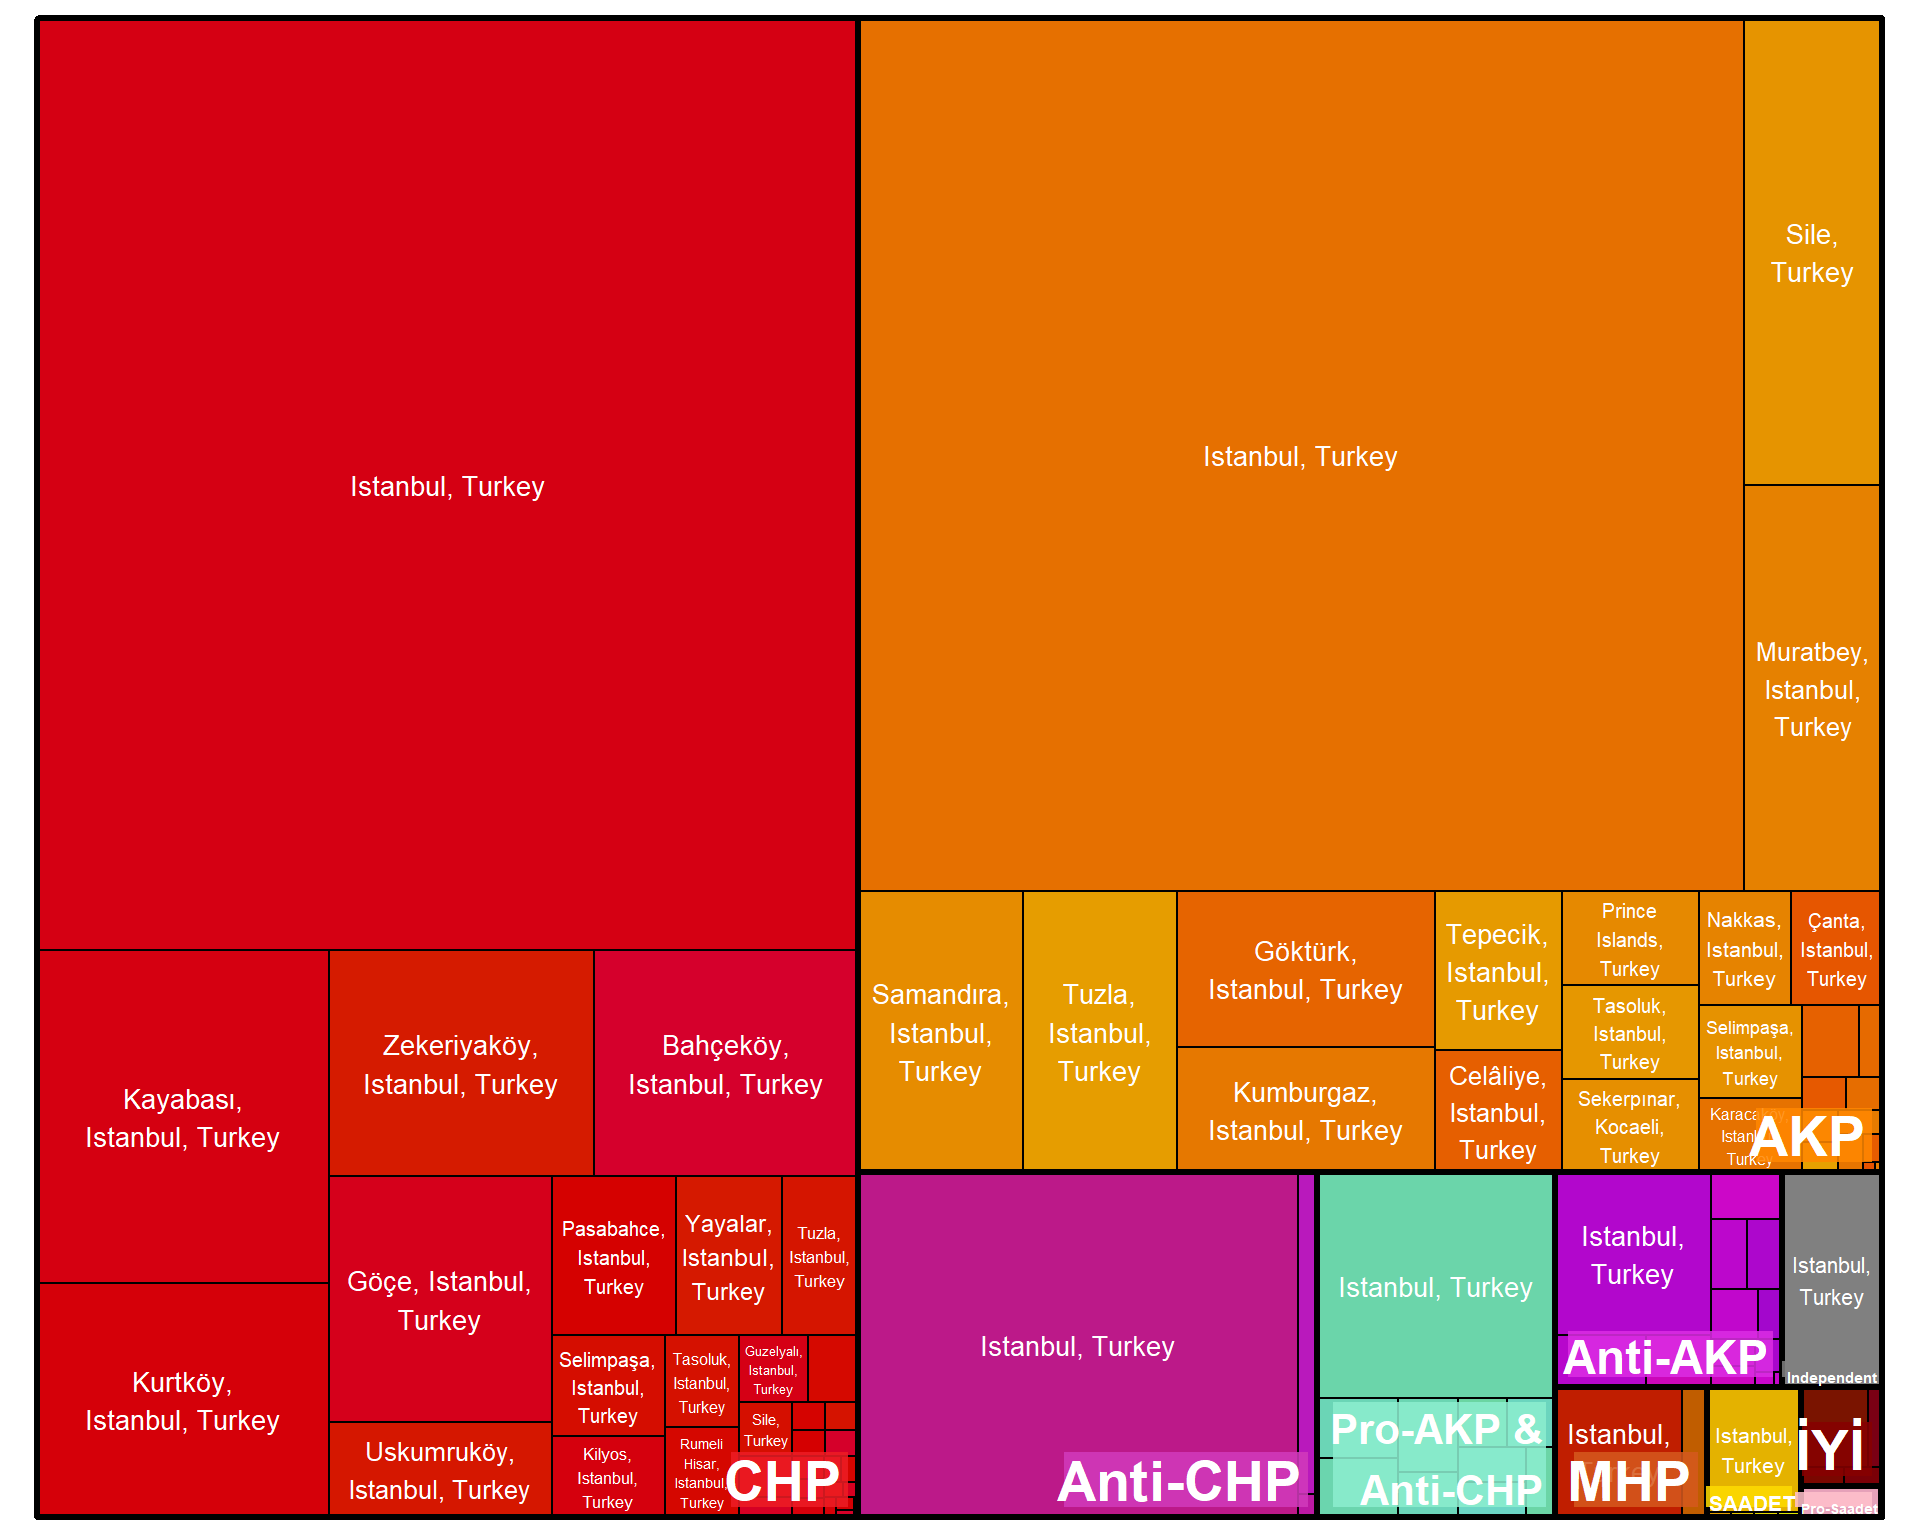 Istanbul, Turkey
Kayabası,
Istanbul, Turkey
Kurtköy,
Istanbul, Turkey
Zekeriyaköy,
Istanbul, Turkey
Bahçeköy,
Istanbul, Turkey
Göçe, Istanbul,
Turkey
Uskumruköy,
Istanbul, Turkey
Pasabahce,
Istanbul,
Turkey
Yayalar,
Istanbul,
Turkey
Tuzla,
Istanbul,
Turkey
Selimpaşa,
Istanbul,
Turkey
Kilyos,
Istanbul,
Turkey
Tasoluk,
Istanbul,
Turkey
Rumeli
Hisar,
Istanbul,
Turkey
Guzelyalı,
Istanbul,
Turkey
Sile,
Turkey
CHP
Istanbul, Turkey
Sile,
Turkey
Muratbey,
Istanbul,
Turkey
Samandıra,
Istanbul,
Turkey
Tuzla,
Istanbul,
Turkey
Göktürk,
Istanbul, Turkey
Kumburgaz,
Istanbul, Turkey
Tepecik,
Istanbul,
Turkey
Celâliye,
Istanbul,
Turkey
Prince
Islands,
Turkey
Tasoluk,
Istanbul,
Turkey
Sekerpınar,
Kocaeli,
Turkey
Nakkas,
Istanbul,
Turkey
Çanta,
Istanbul,
Turkey
Selimpaşa,
Istanbul,
Turkey
Turkey
AKP
Istanbul, Turkey
Anti-CHP
Istanbul, Turkey
Pro-AKP &
Anti-CHP
Istanbul,
Turkey
Anti-AKP
Istanbul,
Turkey
Independent
Istanbul,
Turkey
MHP
Istanbul,
Turkey
SAADET
İYİ
Pro-Saadet